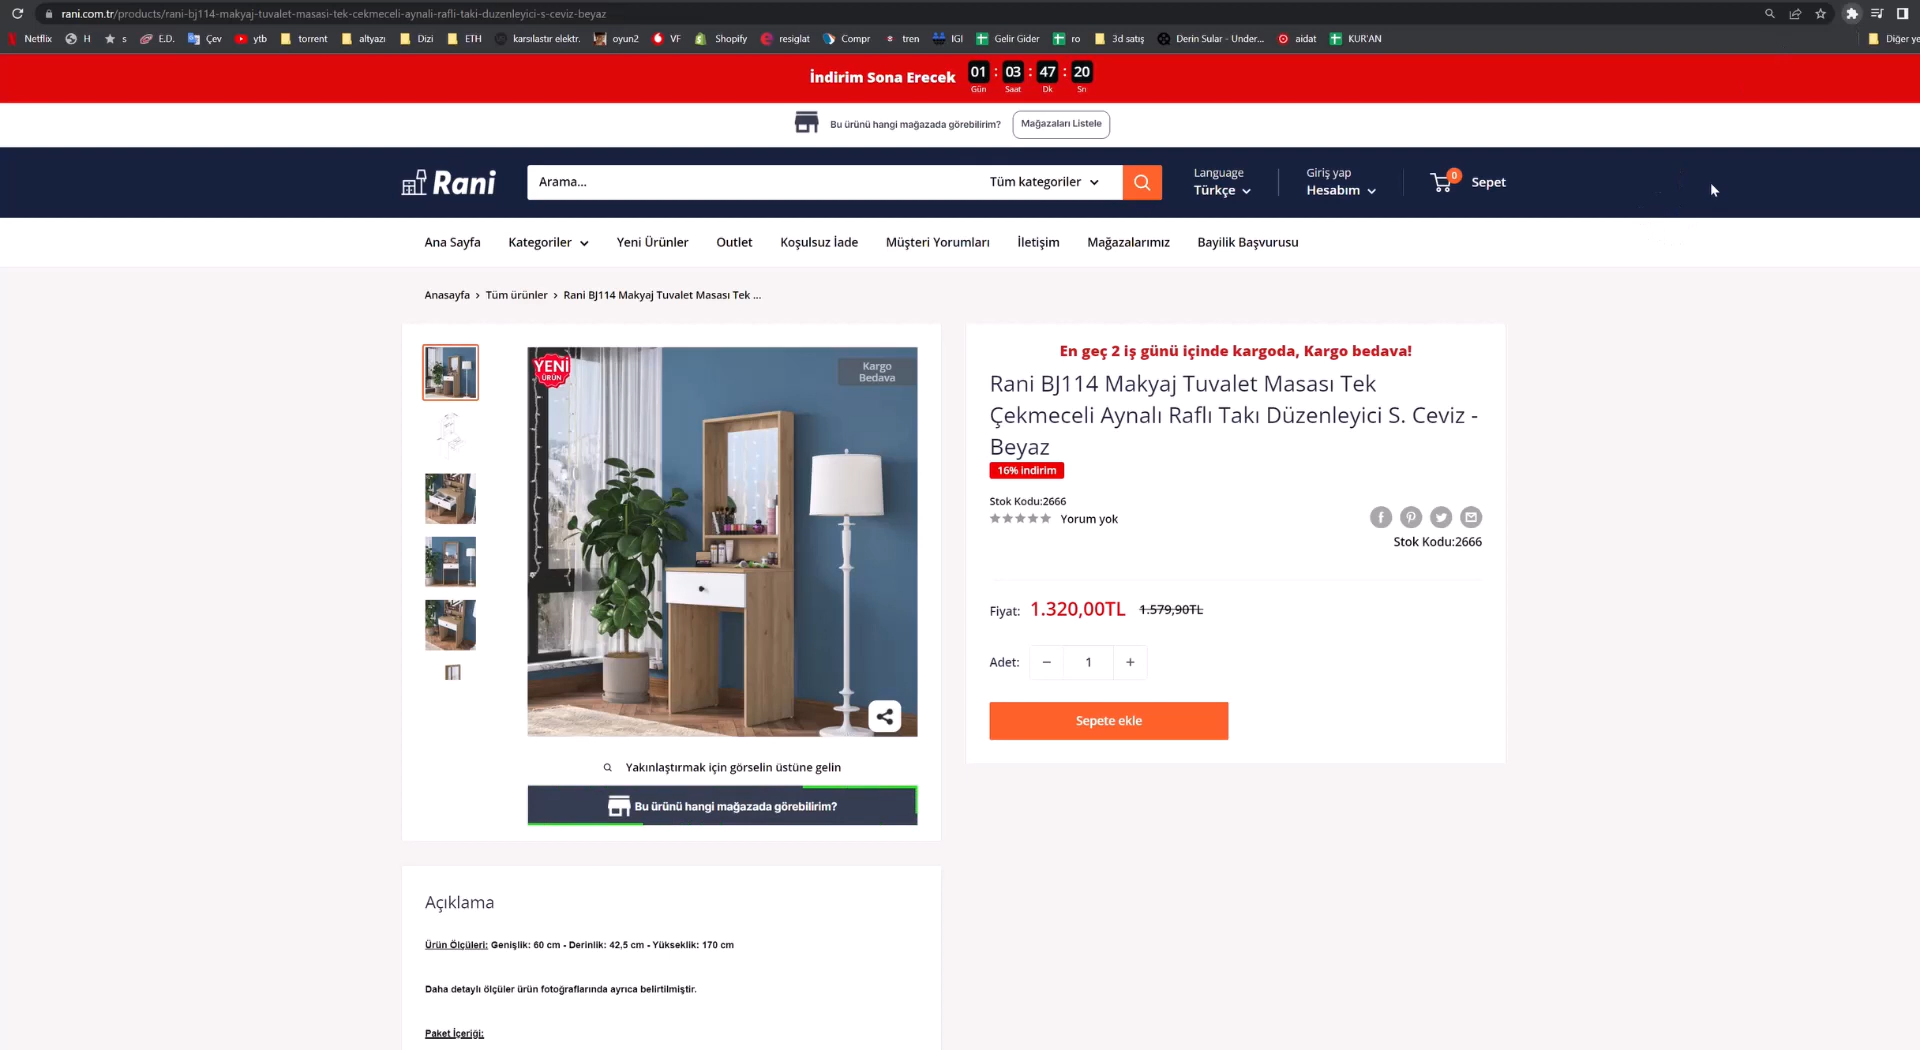 rani.com.tr/products/rani-bj114-makyaj-tuvalet-masasi-tek-cekmeceli-aynali-rafli-taki-duzenleyici-s-ceviz-beyaz
Netflix H s E.D. Çev ytb torrent altyazı Dizi ETH karsılastır elektr. oyun2 VF Shopify resiglat Compr tren IGI Gelir Gider ro 3d satış Derin Sular - Under... aidat KUR'AN Diğer ye
İndirim Sona Erecek 01 : 03 : 47 : 20
Gün Saat Dk Sn
Bu ürünü hangi mağazada görebilirim? Mağazaları Listele
Rani Arama... Tüm kategoriler
Language
Türkçe
Giriş yap
Hesabım
0 Sepet
Ana Sayfa Kategoriler Yeni Ürünler Outlet Koşulsuz İade Müşteri Yorumları İletişim Mağazalarımız Bayilik Başvurusu
Anasayfa › Tüm ürünler › Rani BJ114 Makyaj Tuvalet Masası Tek ...
YENİ
ÜRÜN
Kargo
Bedava
Yakınlaştırmak için görselin üstüne gelin
Bu ürünü hangi mağazada görebilirim?
En geç 2 iş günü içinde kargoda, Kargo bedava!
Rani BJ114 Makyaj Tuvalet Masası Tek
Çekmeceli Aynalı Raflı Takı Düzenleyici S. Ceviz -
Beyaz
16% indirim
Stok Kodu:2666
Yorum yok
Stok Kodu:2666
Fiyat: 1.320,00TL 1.579,90TL
Adet: − 1 +
Sepete ekle
Açıklama
Ürün Ölçüleri: Genişlik: 60 cm - Derinlik: 42,5 cm - Yükseklik: 170 cm
Daha detaylı ölçüler ürün fotoğraflarında ayrıca belirtilmiştir.
Paket İçeriği: